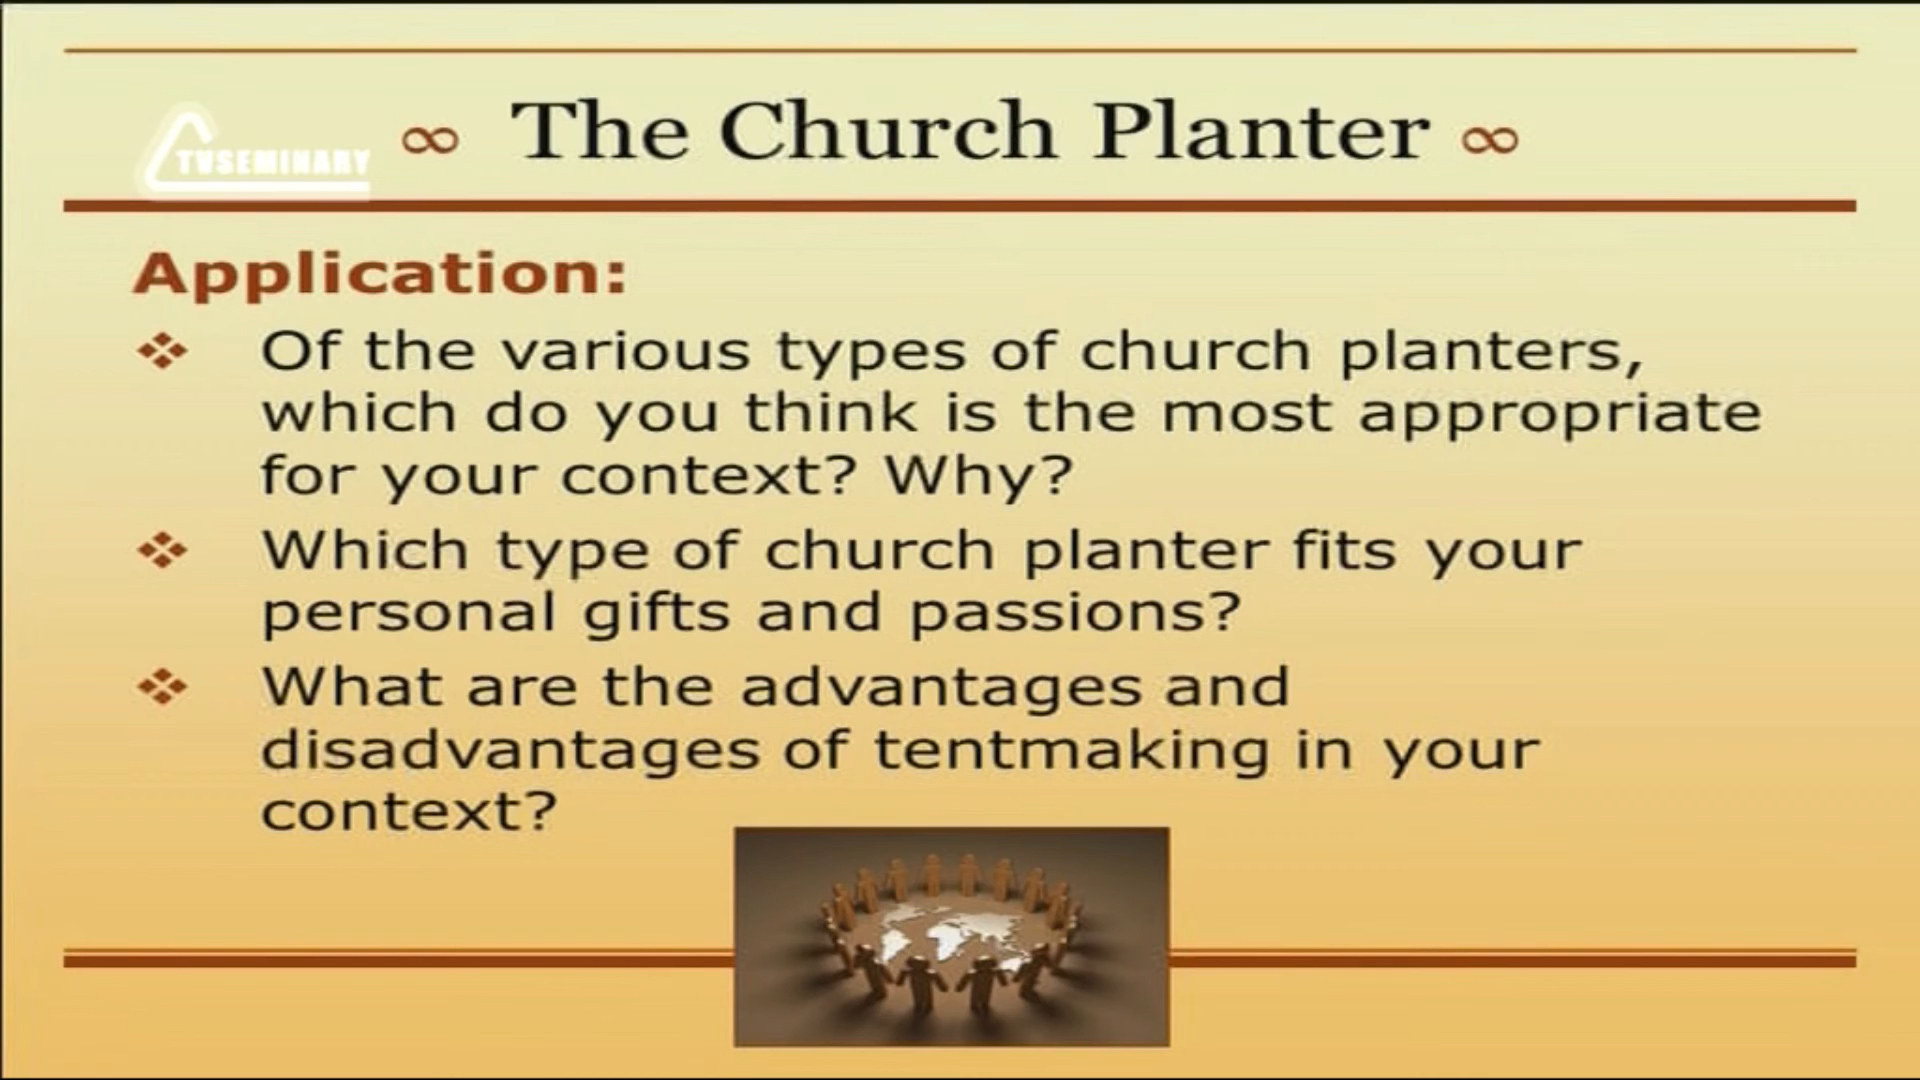 ∞ The Church Planter ∞
TVSEMINARY
Application:
❖ Of the various types of church planters,
which do you think is the most appropriate
for your context? Why?
❖ Which type of church planter fits your
personal gifts and passions?
❖ What are the advantages and
disadvantages of tentmaking in your
context?